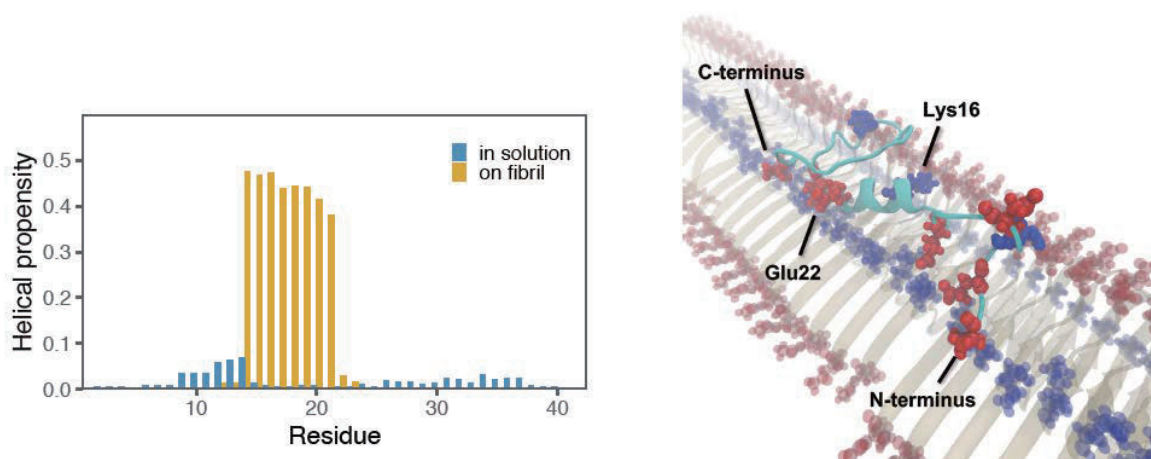 Helical propensity
0.5
0.4
0.3
0.2
0.1
0.0
in solution
on fibril
10
20
30
40
Residue
C-terminus
Lys16
Glu22
N-terminus